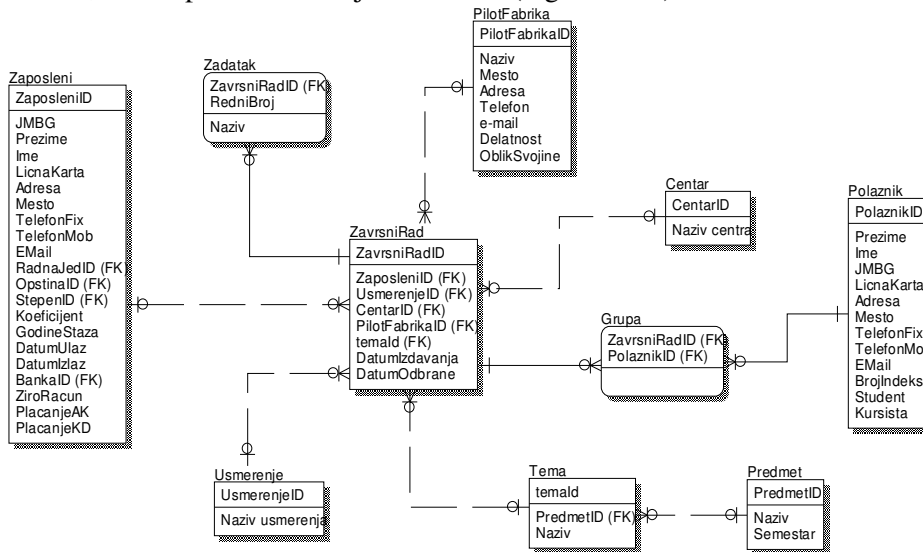 PilotFabrika
PilotFabrikaID
Naziv
Mesto
Adresa
Telefon
e-mail
Delatnost
OblikSvojine
Zadatak
ZavrsniRadID (FK)
RedniBroj
Naziv
Zaposleni
ZaposleniID
JMBG
Prezime
Ime
LicnaKarta
Adresa
Mesto
TelefonFix
TelefonMob
EMail
RadnaJedID (FK)
OpstinaID (FK)
StepenID (FK)
Koeficijent
GodineStaza
DatumUlaz
DatumIzlaz
BankaID (FK)
ZiroRacun
PlacanjeAK
PlacanjeKD
Centar
CentarID
Naziv centra
Polaznik
PolaznikID
Prezime
Ime
JMBG
LicnaKarta
Adresa
Mesto
TelefonFix
TelefonMo
EMail
BrojIndeks
Student
Kursista
ZavrsniRad
ZavrsniRadID
ZaposleniID (FK)
UsmerenjeID (FK)
CentarID (FK)
PilotFabrikaID (FK)
temaId (FK)
DatumIzdavanja
DatumOdbrane
Grupa
ZavrsniRadID (FK)
PolaznikID (FK)
Usmerenje
UsmerenjeID
Naziv usmerenja
Tema
temaId
PredmetID (FK)
Naziv
Predmet
PredmetID
Naziv
Semestar